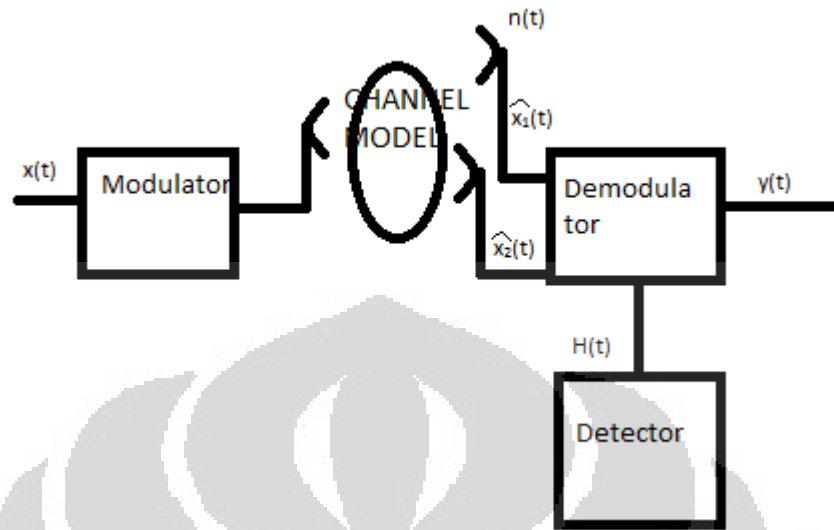 n(t)
CHANNEL
MODEL
x̂₁(t)
x(t)
Modulator
Demodula
tor
y(t)
x̂₂(t)
H(t)
Detector